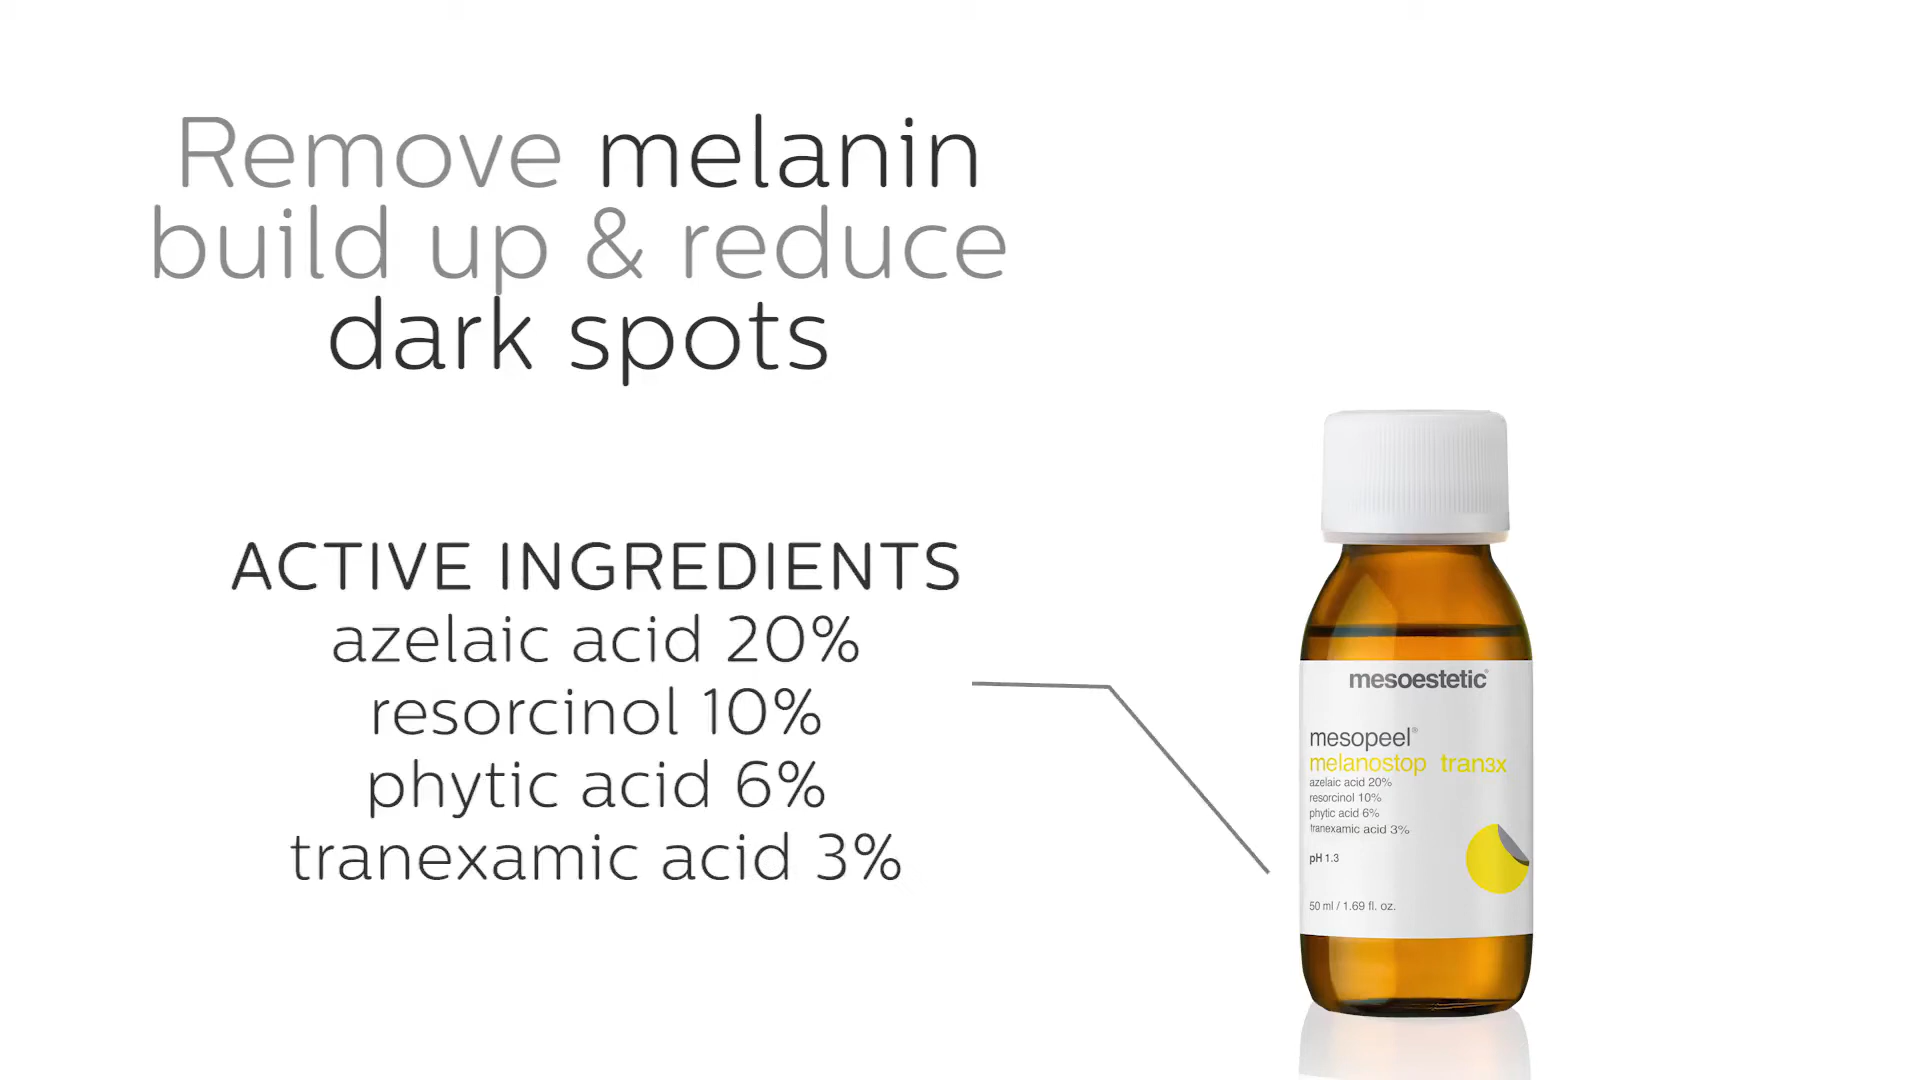 Remove melanin
build up & reduce
dark spots
ACTIVE INGREDIENTS
azelaic acid 20%
resorcinol 10%
phytic acid 6%
tranexamic acid 3%
mesoestetic®
mesopeel®
melanostop tran3x
azelaic acid 20%
resorcinol 10%
phytic acid 6%
tranexamic acid 3%
pH 1.3
50 ml / 1.69 fl. oz.